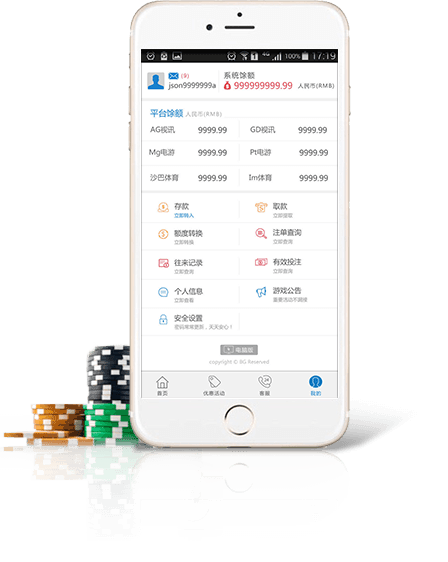 100% 17:19
(9) 系统馀额
json9999999a 999999999.99 人民币(RMB)
平台馀额 人民币(RMB)
AG视讯 9999.99 GD视讯 9999.99
Mg电游 9999.99 Pt电游 9999.99
沙巴体育 9999.99 Im体育 9999.99
存款 取款
立即转入 立即提留
额度转换 注单查询
立即转换 立即查询
往来记录 有效投注
立即查询 立即查询
个人信息 游戏公告
立即查看 重要活动不漏接
安全设置
密码常常更新，天天安心！
电脑版
copyright © BG Reserved
首页 优惠活动 客服 我的